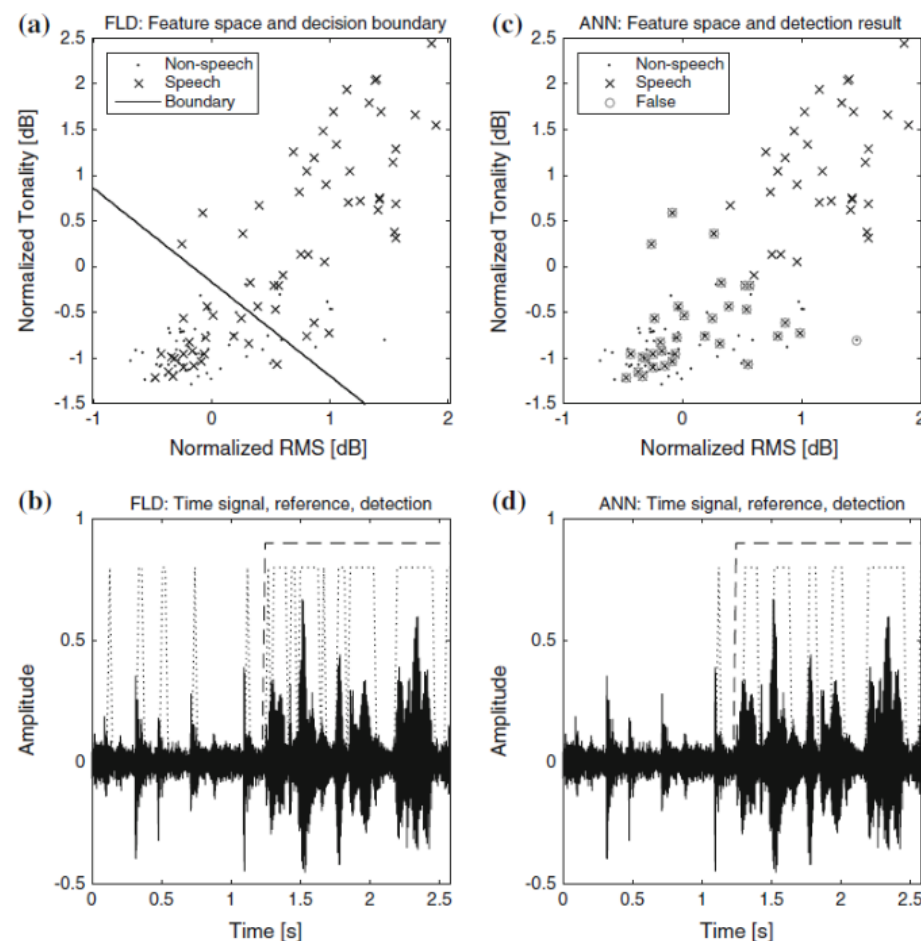 (a) FLD: Feature space and decision boundary
2.5
2
1.5
1
0.5
0
-0.5
-1
-1.5
Normalized Tonality [dB]
Non-speech
Speech
Boundary
-1 0 1 2
Normalized RMS [dB]
(c) ANN: Feature space and detection result
2.5
2
1.5
1
0.5
0
-0.5
-1
-1.5
Normalized Tonality [dB]
Non-speech
Speech
False
-1 0 1 2
Normalized RMS [dB]
(b) FLD: Time signal, reference, detection
1
0.5
0
-0.5
Amplitude
0 0.5 1 1.5 2 2.5
Time [s]
(d) ANN: Time signal, reference, detection
1
0.5
0
-0.5
Amplitude
0 0.5 1 1.5 2 2.5
Time [s]